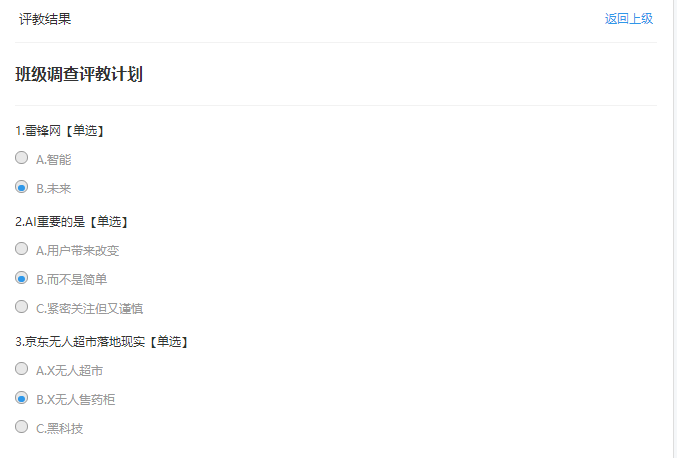 评教结果 返回上级
班级调查评教计划
1.雷锋网【单选】
A.智能
B.未来
2.AI重要的是【单选】
A.用户带来改变
B.而不是简单
C.紧密关注但又谨慎
3.京东无人超市落地现实【单选】
A.X无人超市
B.X无人售药柜
C.黑科技